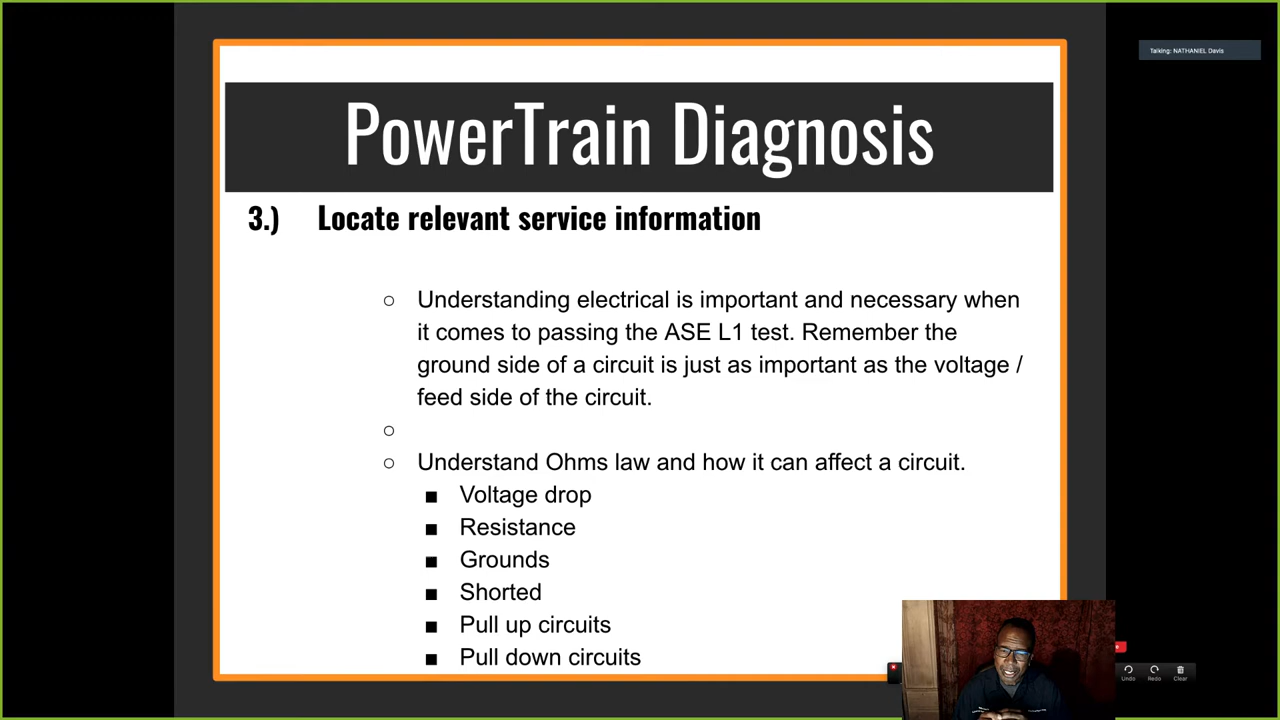 Talking: NATHANIEL Davis
PowerTrain Diagnosis
3.) Locate relevant service information
○ Understanding electrical is important and necessary when
it comes to passing the ASE L1 test. Remember the
ground side of a circuit is just as important as the voltage /
feed side of the circuit.
○
○ Understand Ohms law and how it can affect a circuit.
■ Voltage drop
■ Resistance
■ Grounds
■ Shorted
■ Pull up circuits
■ Pull down circuits
Undo Redo Clear